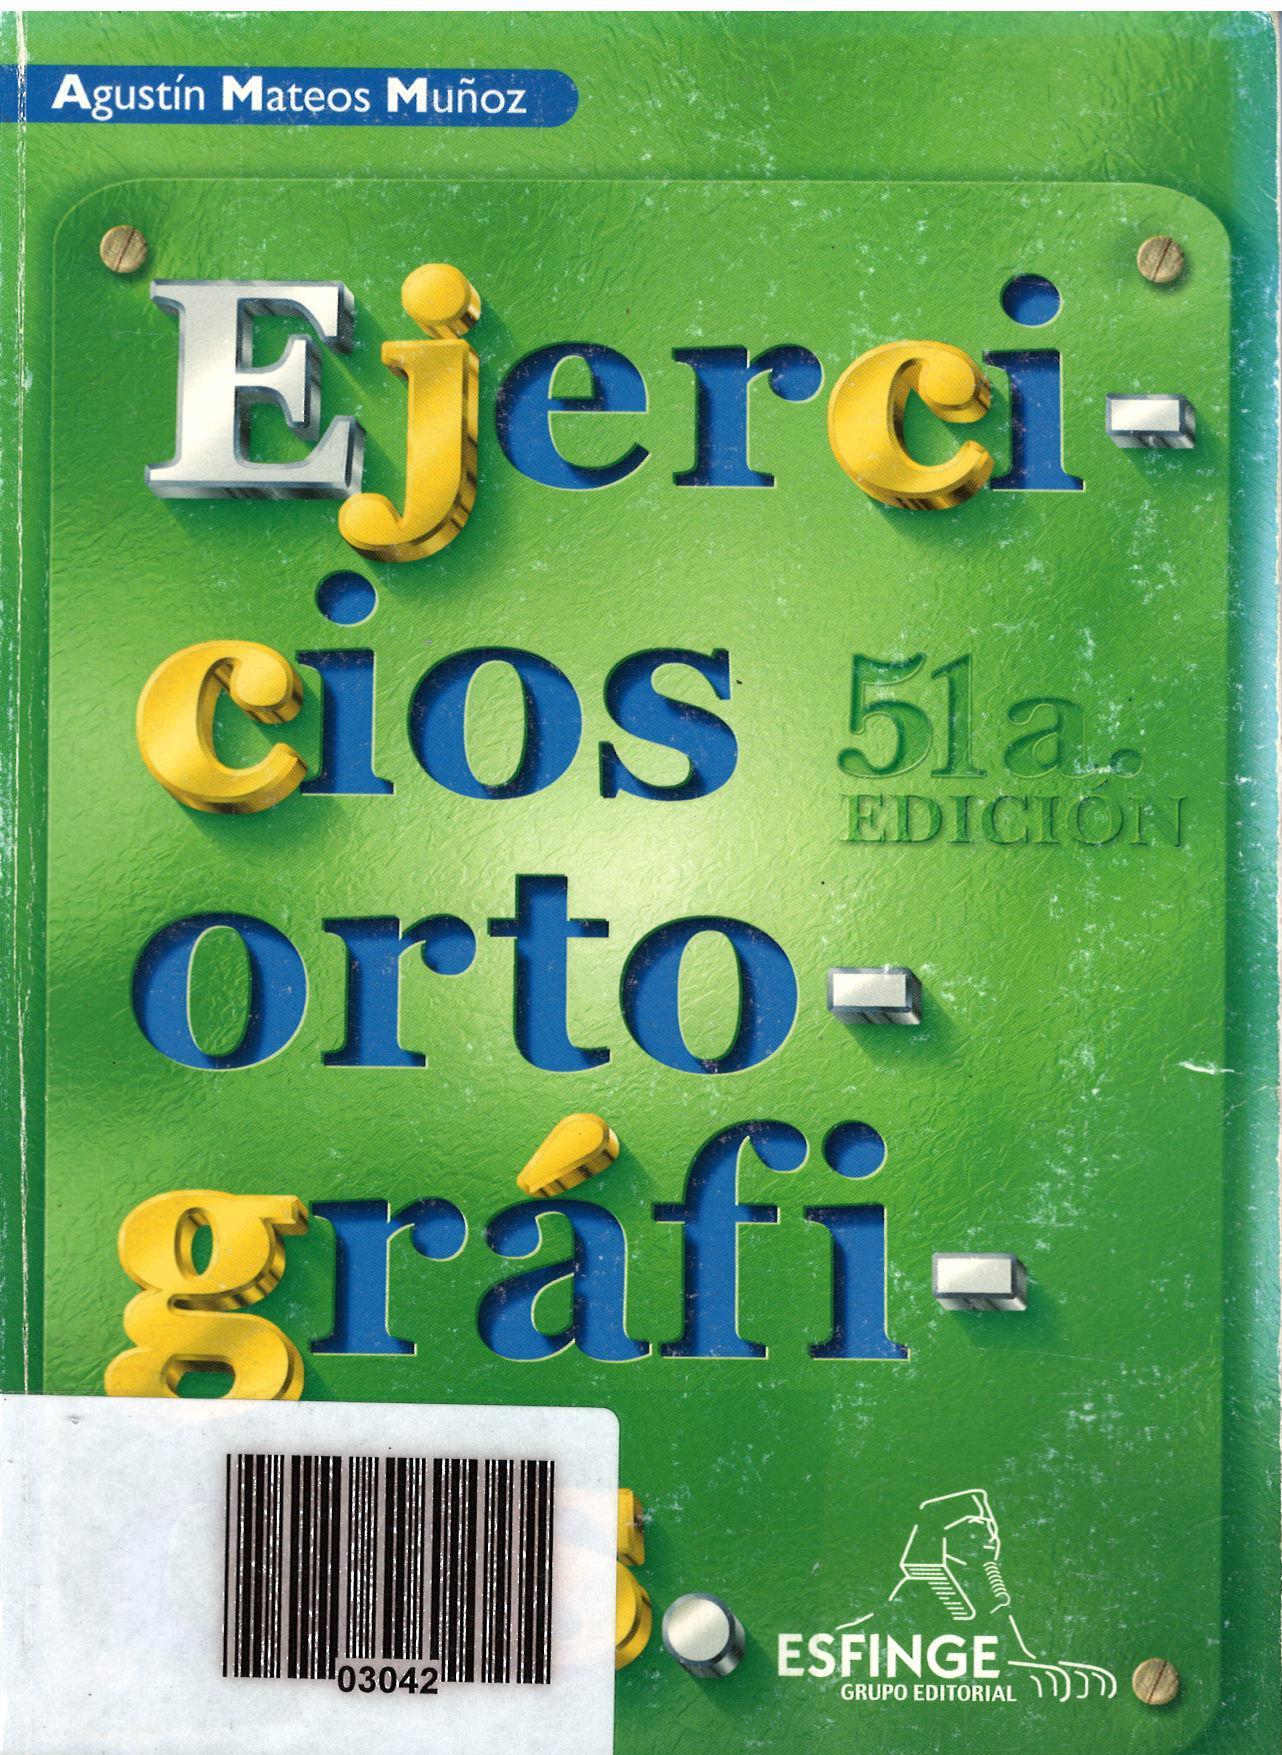 Agustín Mateos Muñoz
Ejerci-
cios
51a.
EDICIÓN
orto-
gráfi-
s.
03042
ESFINGE
GRUPO EDITORIAL